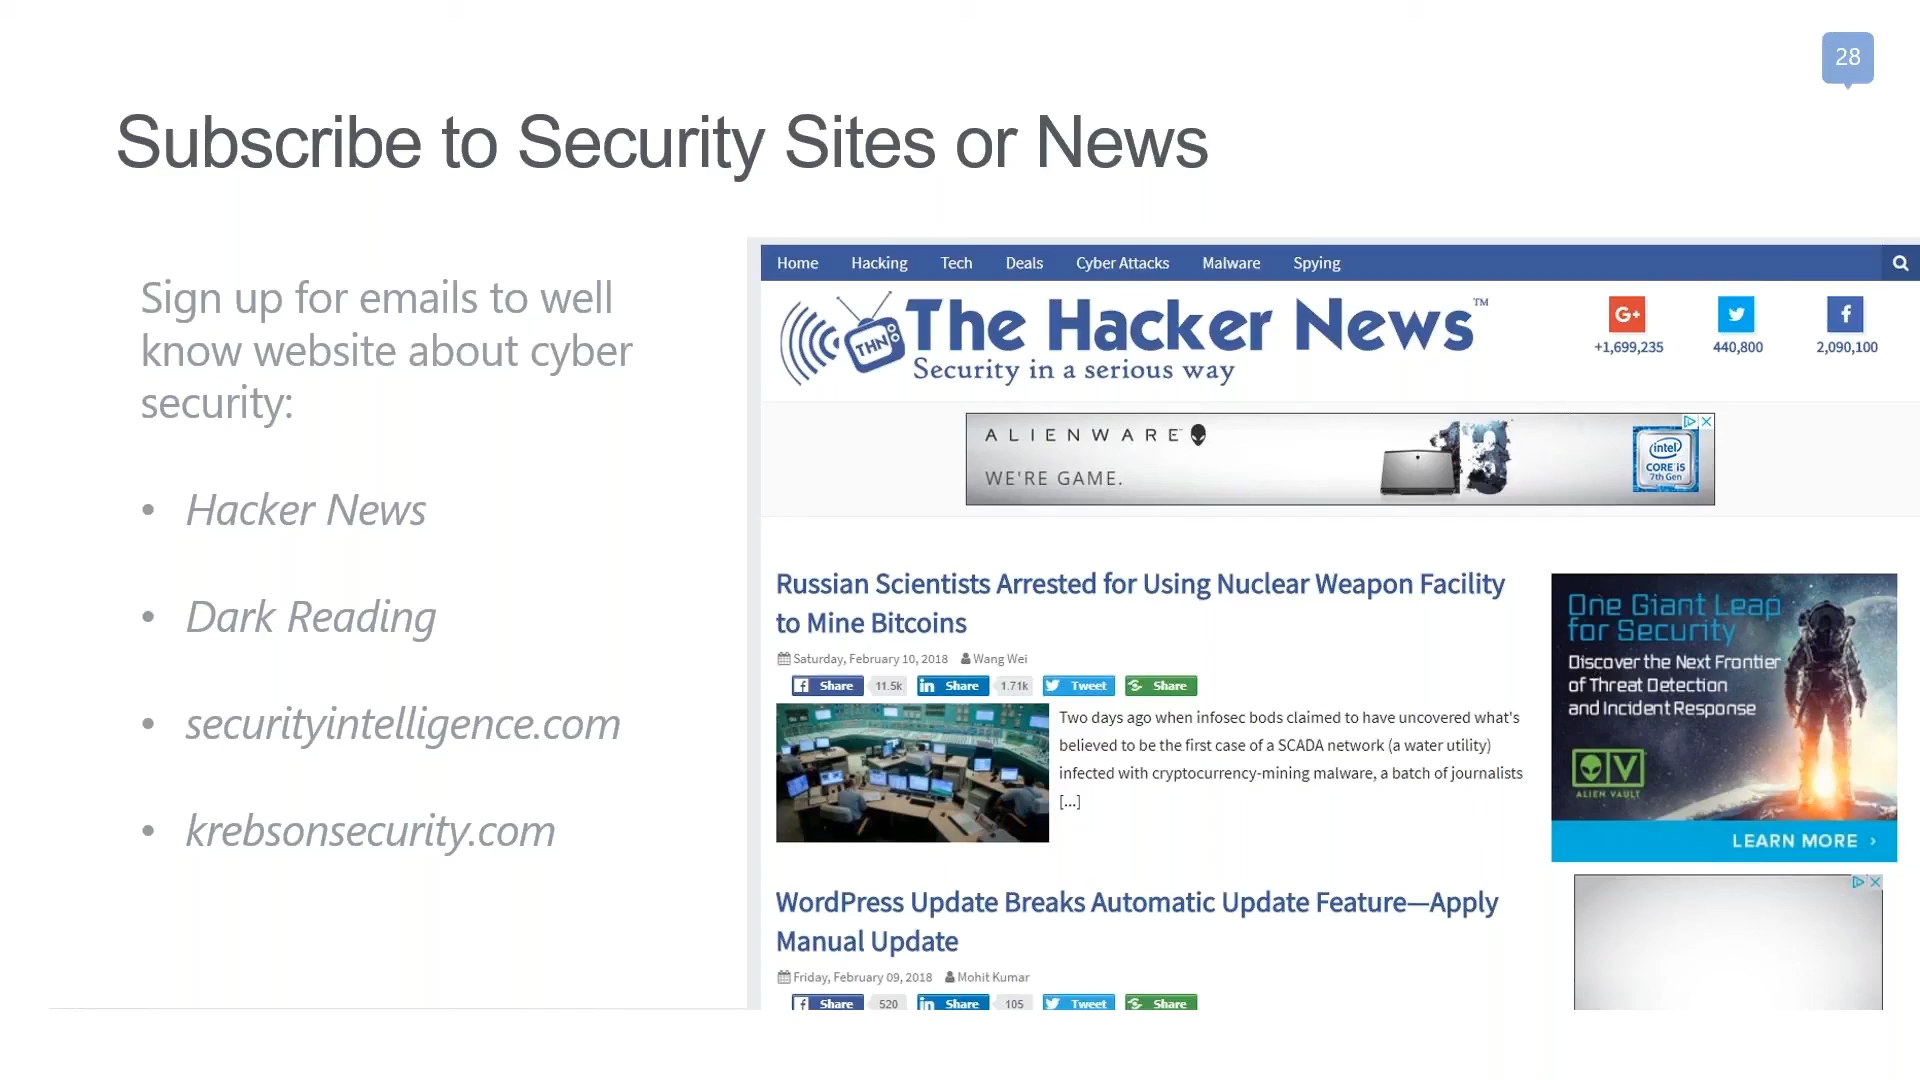 28
Subscribe to Security Sites or News
Sign up for emails to well
know website about cyber
security:
• Hacker News
• Dark Reading
• securityintelligence.com
• krebsonsecurity.com
Home Hacking Tech Deals Cyber Attacks Malware Spying
THN
The Hacker News™
Security in a serious way
G+
+1,699,235
440,800
f
2,090,100
ALIENWARE
WE'RE GAME.
13
intel
CORE i5
7th Gen
Russian Scientists Arrested for Using Nuclear Weapon Facility
to Mine Bitcoins
Saturday, February 10, 2018 Wang Wei
f Share 11.5k in Share 1.71k Tweet Share
Two days ago when infosec bods claimed to have uncovered what's
believed to be the first case of a SCADA network (a water utility)
infected with cryptocurrency-mining malware, a batch of journalists
[...]
One Giant Leap
for Security
Discover the Next Frontier
of Threat Detection
and Incident Response
ALIEN VAULT
LEARN MORE ›
WordPress Update Breaks Automatic Update Feature—Apply
Manual Update
Friday, February 09, 2018 Mohit Kumar
f Share 520 in Share 105 Tweet Share